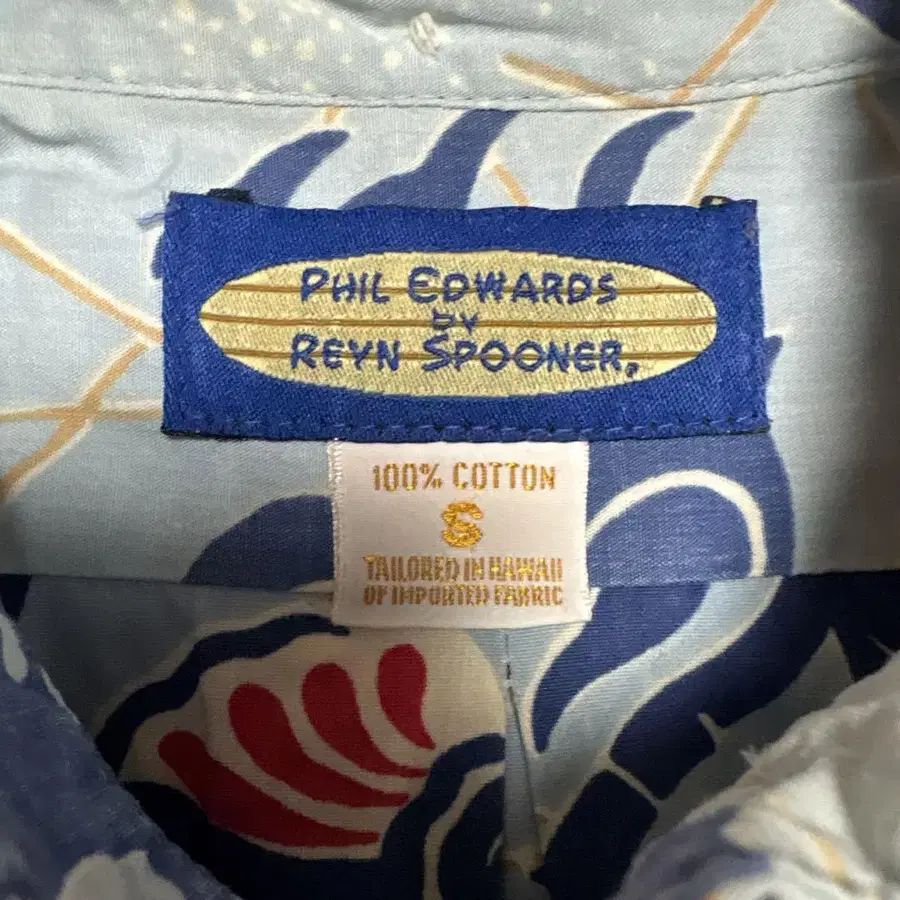 PHIL EDWARDS
by
REYN SPOONER.
100% COTTON
S
TAILORED IN HAWAII
OF IMPORTED FABRIC